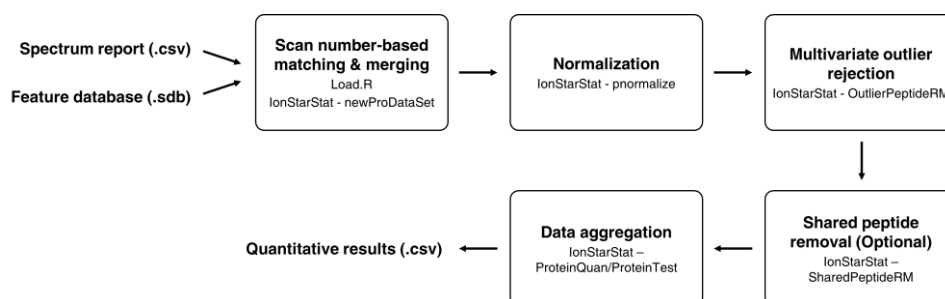 Spectrum report (.csv)
Feature database (.sdb)
Scan number-based
matching & merging
Load.R
IonStarStat - newProDataSet
Normalization
IonStarStat - pnormalize
Multivariate outlier
rejection
IonStarStat - OutlierPeptideRM
Shared peptide
removal (Optional)
IonStarStat –
SharedPeptideRM
Data aggregation
IonStarStat –
ProteinQuan/ProteinTest
Quantitative results (.csv)